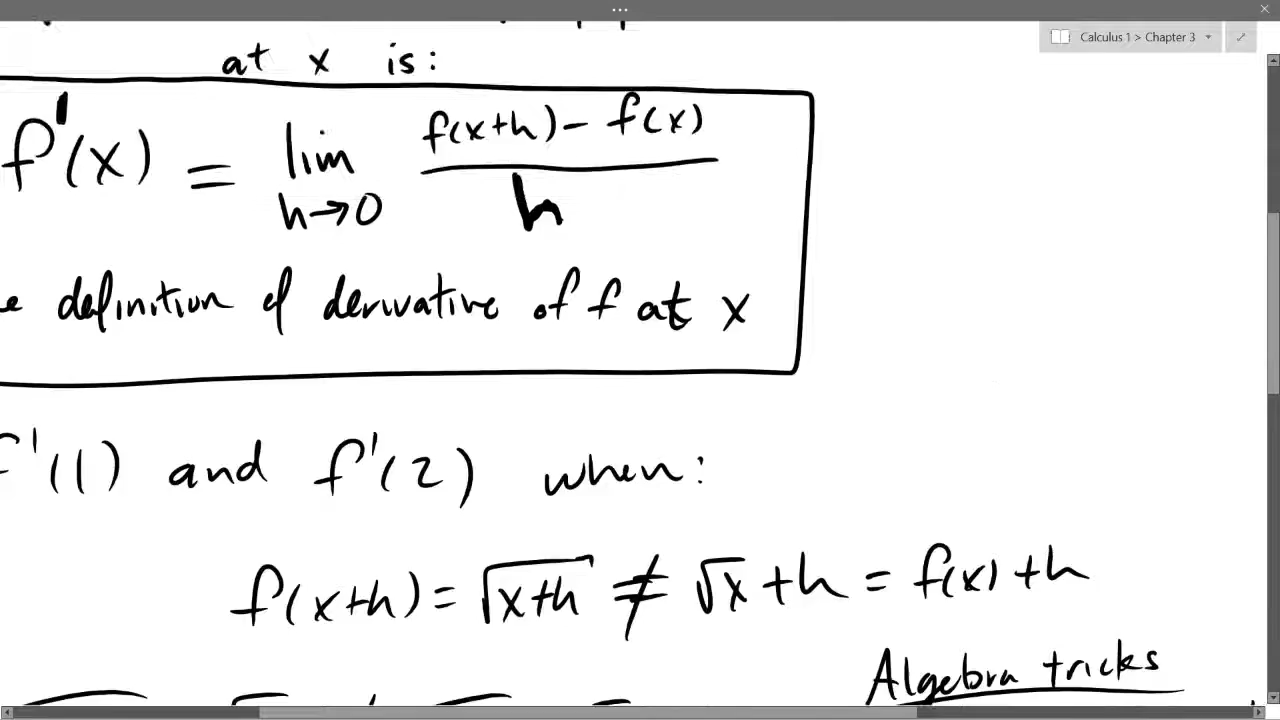 Calculus 1 > Chapter 3
at x is:
f'(x) = lim h→0 f(x+h) – f(x) / h
definition of derivative of f at x
f'(1) and f'(2) when:
f(x+h) = √x+h ≠ √x + h = f(x) + h
Algebra tricks